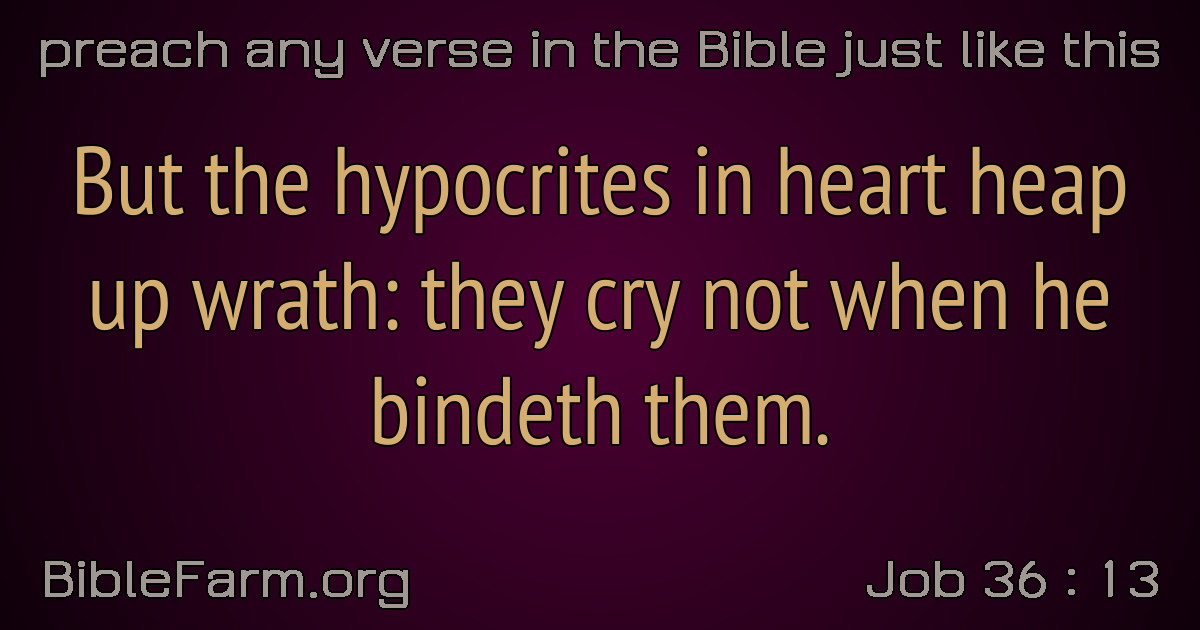 preach any verse in the Bible just like this
But the hypocrites in heart heap
up wrath: they cry not when he
bindeth them.
BibleFarm.org
Job 36 : 13